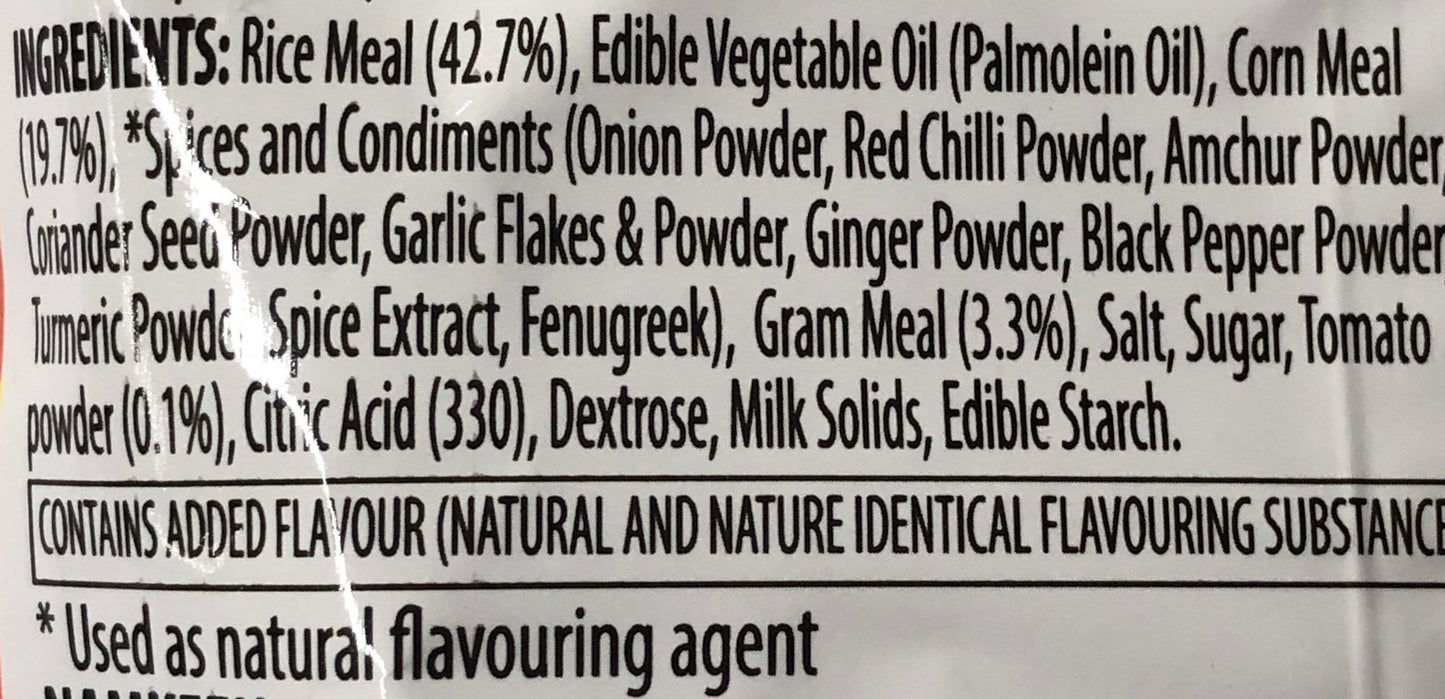 INGREDIENTS: Rice Meal (42.7%), Edible Vegetable Oil (Palmolein Oil), Corn Meal
(19.7%), *Spices and Condiments (Onion Powder, Red Chilli Powder, Amchur Powder,
Coriander Seed Powder, Garlic Flakes & Powder, Ginger Powder, Black Pepper Powder
Turmeric Powder Spice Extract, Fenugreek), Gram Meal (3.3%), Salt, Sugar, Tomato
powder (0.1%), Citric Acid (330), Dextrose, Milk Solids, Edible Starch.
CONTAINS ADDED FLAVOUR (NATURAL AND NATURE IDENTICAL FLAVOURING SUBSTANCE
* Used as natural flavouring agent